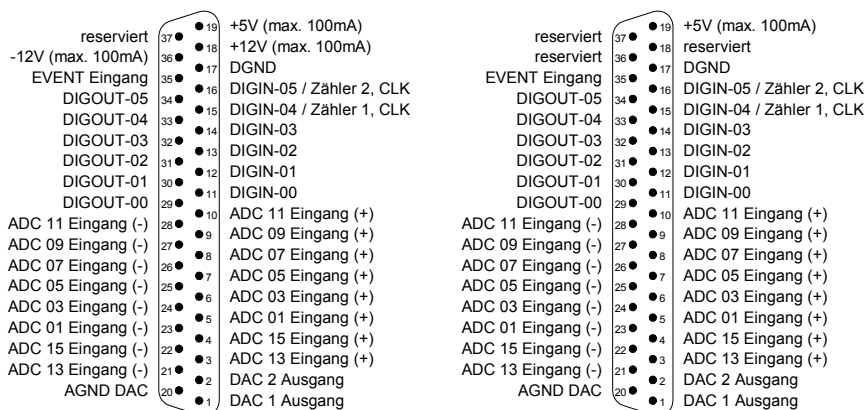 reserviert 37 19 +5V (max. 100mA)
-12V (max. 100mA) 36 18 +12V (max. 100mA)
EVENT Eingang 35 17 DGND
DIGOUT-05 34 16 DIGIN-05 / Zähler 2, CLK
DIGOUT-04 33 15 DIGIN-04 / Zähler 1, CLK
DIGOUT-03 32 14 DIGIN-03
DIGOUT-02 31 13 DIGIN-02
DIGOUT-01 30 12 DIGIN-01
DIGOUT-00 29 11 DIGIN-00
ADC 11 Eingang (-) 28 10 ADC 11 Eingang (+)
ADC 09 Eingang (-) 27 9 ADC 09 Eingang (+)
ADC 07 Eingang (-) 26 8 ADC 07 Eingang (+)
ADC 05 Eingang (-) 25 7 ADC 05 Eingang (+)
ADC 03 Eingang (-) 24 6 ADC 03 Eingang (+)
ADC 01 Eingang (-) 23 5 ADC 01 Eingang (+)
ADC 15 Eingang (-) 22 4 ADC 15 Eingang (+)
ADC 13 Eingang (-) 21 3 ADC 13 Eingang (+)
AGND DAC 20 2 DAC 2 Ausgang
1 DAC 1 Ausgang
reserviert 37 19 +5V (max. 100mA)
reserviert 36 18 reserviert
EVENT Eingang 35 17 DGND
DIGOUT-05 34 16 DIGIN-05 / Zähler 2, CLK
DIGOUT-04 33 15 DIGIN-04 / Zähler 1, CLK
DIGOUT-03 32 14 DIGIN-03
DIGOUT-02 31 13 DIGIN-02
DIGOUT-01 30 12 DIGIN-01
DIGOUT-00 29 11 DIGIN-00
ADC 11 Eingang (-) 28 10 ADC 11 Eingang (+)
ADC 09 Eingang (-) 27 9 ADC 09 Eingang (+)
ADC 07 Eingang (-) 26 8 ADC 07 Eingang (+)
ADC 05 Eingang (-) 25 7 ADC 05 Eingang (+)
ADC 03 Eingang (-) 24 6 ADC 03 Eingang (+)
ADC 01 Eingang (-) 23 5 ADC 01 Eingang (+)
ADC 15 Eingang (-) 22 4 ADC 15 Eingang (+)
ADC 13 Eingang (-) 21 3 ADC 13 Eingang (+)
AGND DAC 20 2 DAC 2 Ausgang
1 DAC 1 Ausgang